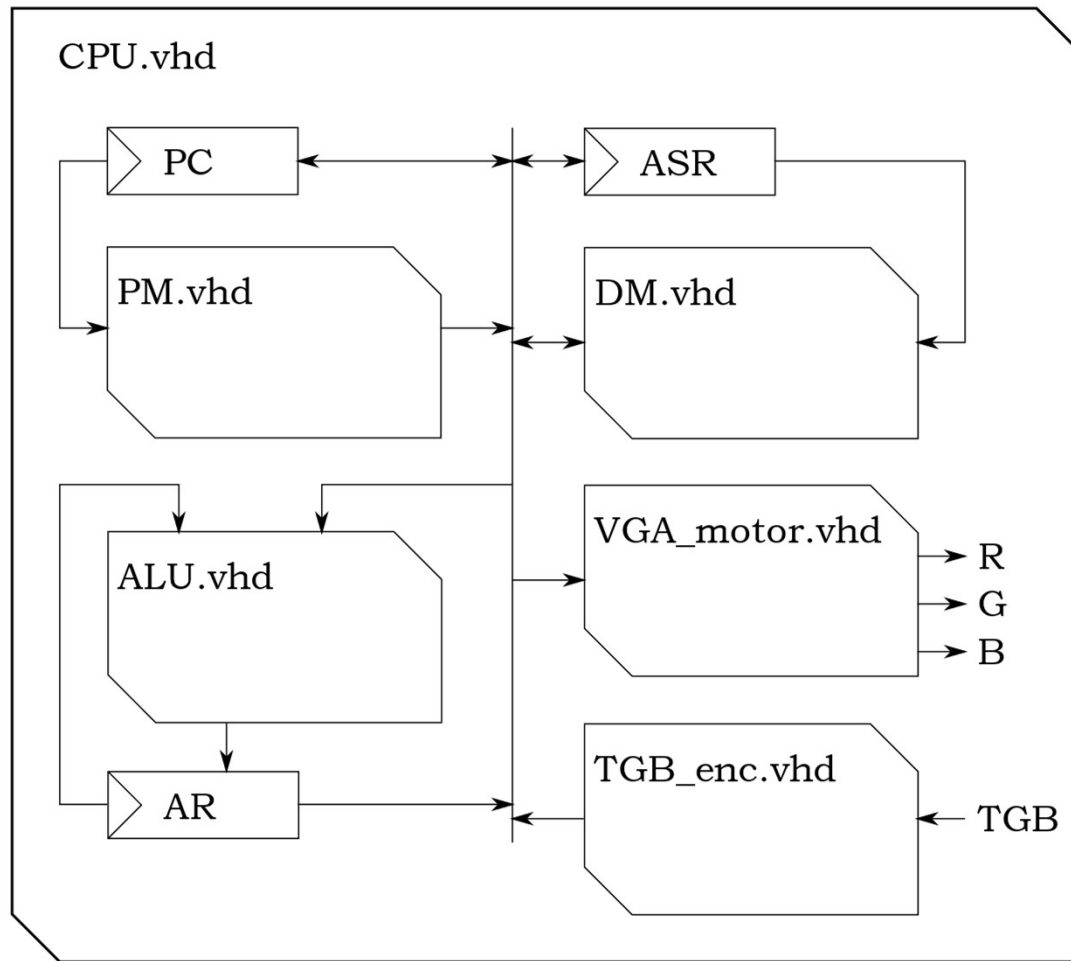 CPU.vhd
PC
ASR
PM.vhd
DM.vhd
ALU.vhd
VGA_motor.vhd
R
G
B
AR
TGB_enc.vhd
TGB